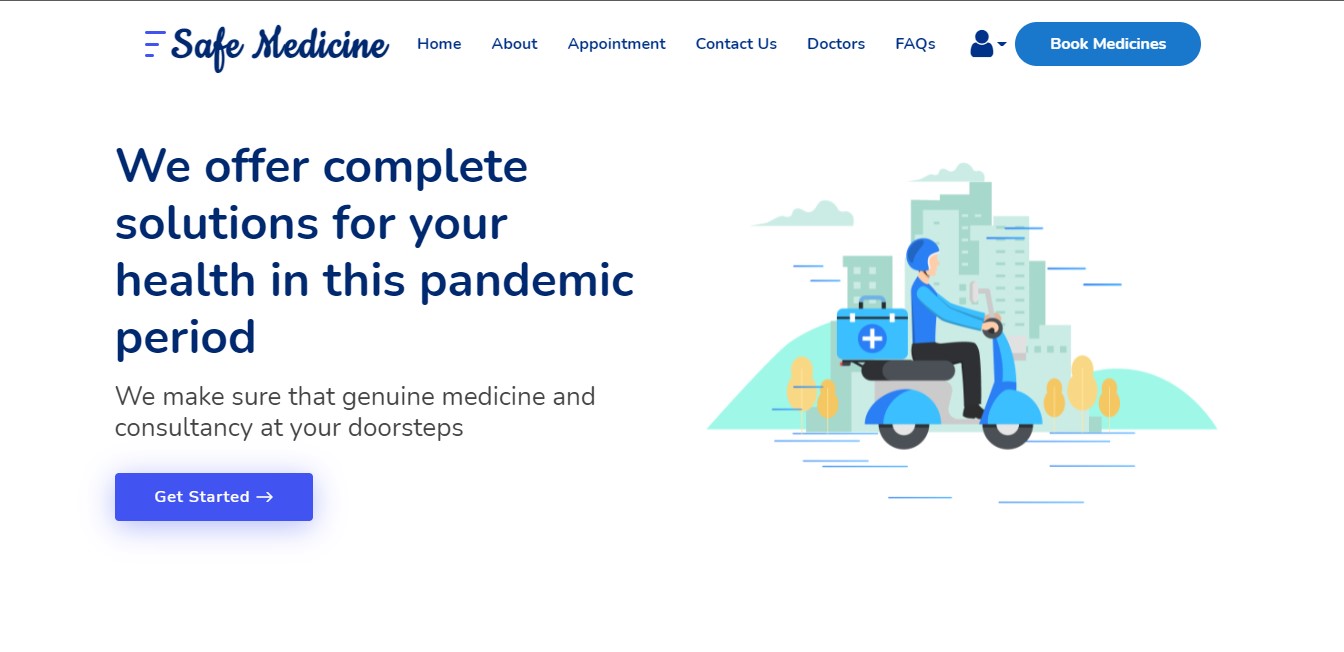 Safe Medicine Home About Appointment Contact Us Doctors FAQs Book Medicines
We offer complete
solutions for your
health in this pandemic
period
We make sure that genuine medicine and
consultancy at your doorsteps
Get Started →